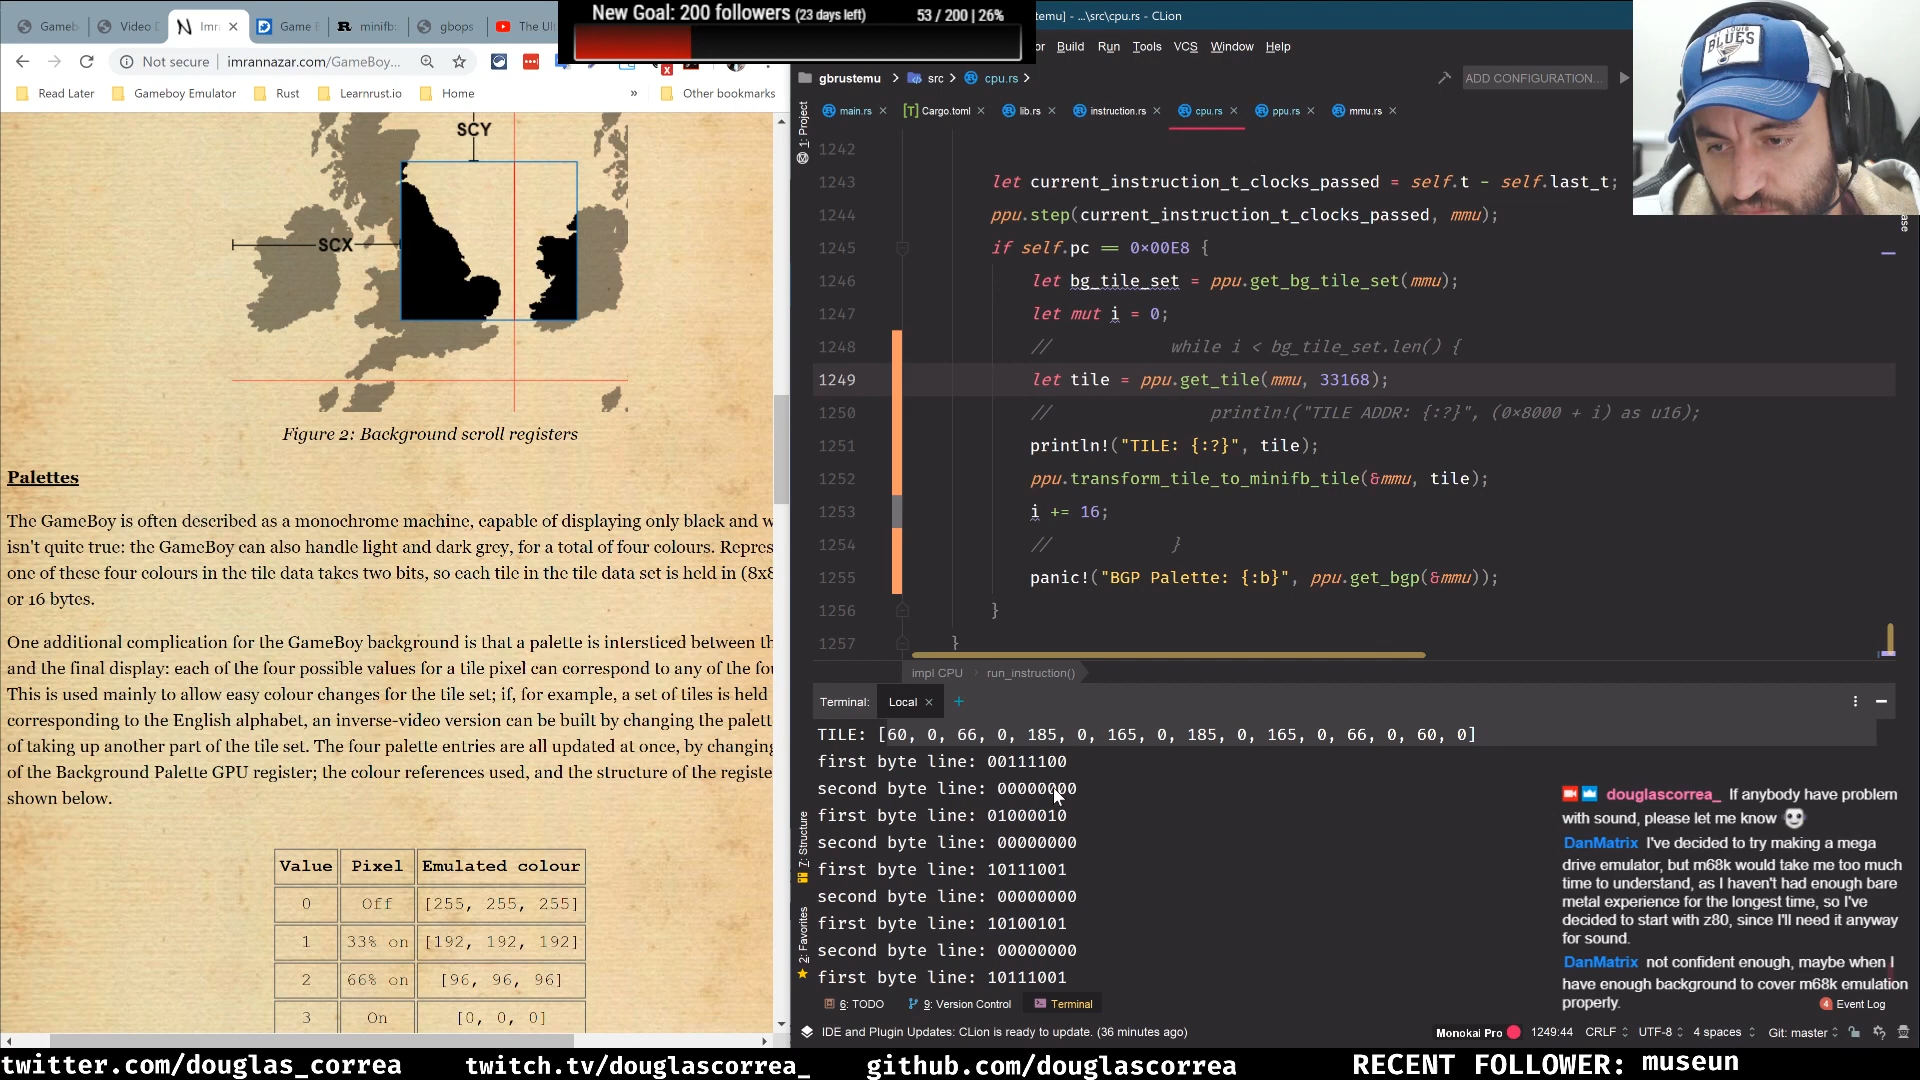 Gameb
Video D
Imra
Game B
minifb
gbops
The Ult
New Goal: 200 followers (23 days left)
53 / 200 | 26%
temu] - ...\src\cpu.rs - CLion
Not secure
imrannazar.com/GameBoy...
or Build Run Tools VCS Window Help
Read Later
Gameboy Emulator
Rust
Learnrust.io
Home
»
Other bookmarks
gbrustemu
src
cpu.rs
ADD CONFIGURATION...
main.rs
Cargo.toml
lib.rs
instruction.rs
cpu.rs
ppu.rs
mmu.rs
BLUES
SCY
SCX
Figure 2: Background scroll registers
Palettes
The GameBoy is often described as a monochrome machine, capable of displaying only black and w
isn't quite true: the GameBoy can also handle light and dark grey, for a total of four colours. Repres
one of these four colours in the tile data takes two bits, so each tile in the tile data set is held in (8x8
or 16 bytes.
One additional complication for the GameBoy background is that a palette is intersticed between th
and the final display: each of the four possible values for a tile pixel can correspond to any of the fou
This is used mainly to allow easy colour changes for the tile set; if, for example, a set of tiles is held
corresponding to the English alphabet, an inverse-video version can be built by changing the palett
of taking up another part of the tile set. The four palette entries are all updated at once, by changing
of the Background Palette GPU register; the colour references used, and the structure of the registe
shown below.
Value Pixel Emulated colour
0 Off [255, 255, 255]
1 33% on [192, 192, 192]
2 66% on [96, 96, 96]
3 On [0, 0, 0]
1: Project
1242
1243 let current_instruction_t_clocks_passed = self.t - self.last_t;
1244 ppu.step(current_instruction_t_clocks_passed, mmu);
1245 if self.pc == 0x00E8 {
1246 let bg_tile_set = ppu.get_bg_tile_set(mmu);
1247 let mut i = 0;
1248 // while i < bg_tile_set.len() {
1249 let tile = ppu.get_tile(mmu, 33168);
1250 // println!("TILE ADDR: {:?}", (0x8000 + i) as u16);
1251 println!("TILE: {:?}", tile);
1252 ppu.transform_tile_to_minifb_tile(&mmu, tile);
1253 i += 16;
1254 // }
1255 panic!("BGP Palette: {:b}", ppu.get_bgp(&mmu));
1256 }
1257 }
impl CPU
run_instruction()
Terminal:
Local
TILE: [60, 0, 66, 0, 185, 0, 165, 0, 185, 0, 165, 0, 66, 0, 60, 0]
first byte line: 00111100
second byte line: 00000000
first byte line: 01000010
second byte line: 00000000
first byte line: 10111001
second byte line: 00000000
first byte line: 10100101
second byte line: 00000000
first byte line: 10111001
7: Structure
2: Favorites
douglascorrea_ If anybody have problem
with sound, please let me know
DanMatrix I've decided to try making a mega
drive emulator, but m68k would take me too much
time to understand, as I haven't had enough bare
metal experience for the longest time, so I've
decided to start with z80, since I'll need it anyway
for sound.
DanMatrix not confident enough, maybe when I
have enough background to cover m68k emulation
properly.
6: TODO
9: Version Control
Terminal
4 Event Log
IDE and Plugin Updates: CLion is ready to update. (36 minutes ago)
Monokai Pro
1249:44
CRLF
UTF-8
4 spaces
Git: master
twitter.com/douglas_correa
twitch.tv/douglascorrea_
github.com/douglascorrea
RECENT FOLLOWER: museun